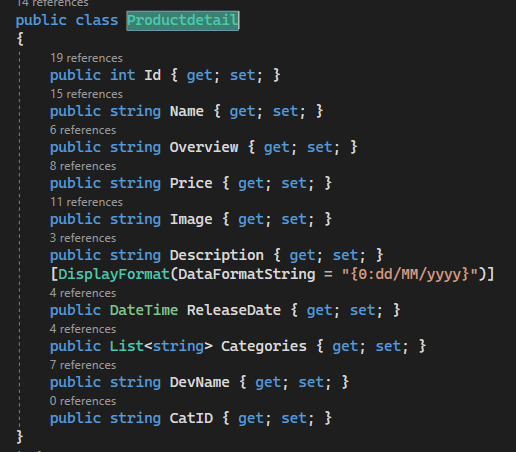 14 references
public class Productdetail
{
19 references
public int Id { get; set; }
15 references
public string Name { get; set; }
6 references
public string Overview { get; set; }
8 references
public string Price { get; set; }
11 references
public string Image { get; set; }
3 references
public string Description { get; set; }
[DisplayFormat(DataFormatString = "{0:dd/MM/yyyy}")]
4 references
public DateTime ReleaseDate { get; set; }
4 references
public List<string> Categories { get; set; }
7 references
public string DevName { get; set; }
0 references
public string CatID { get; set; }
}